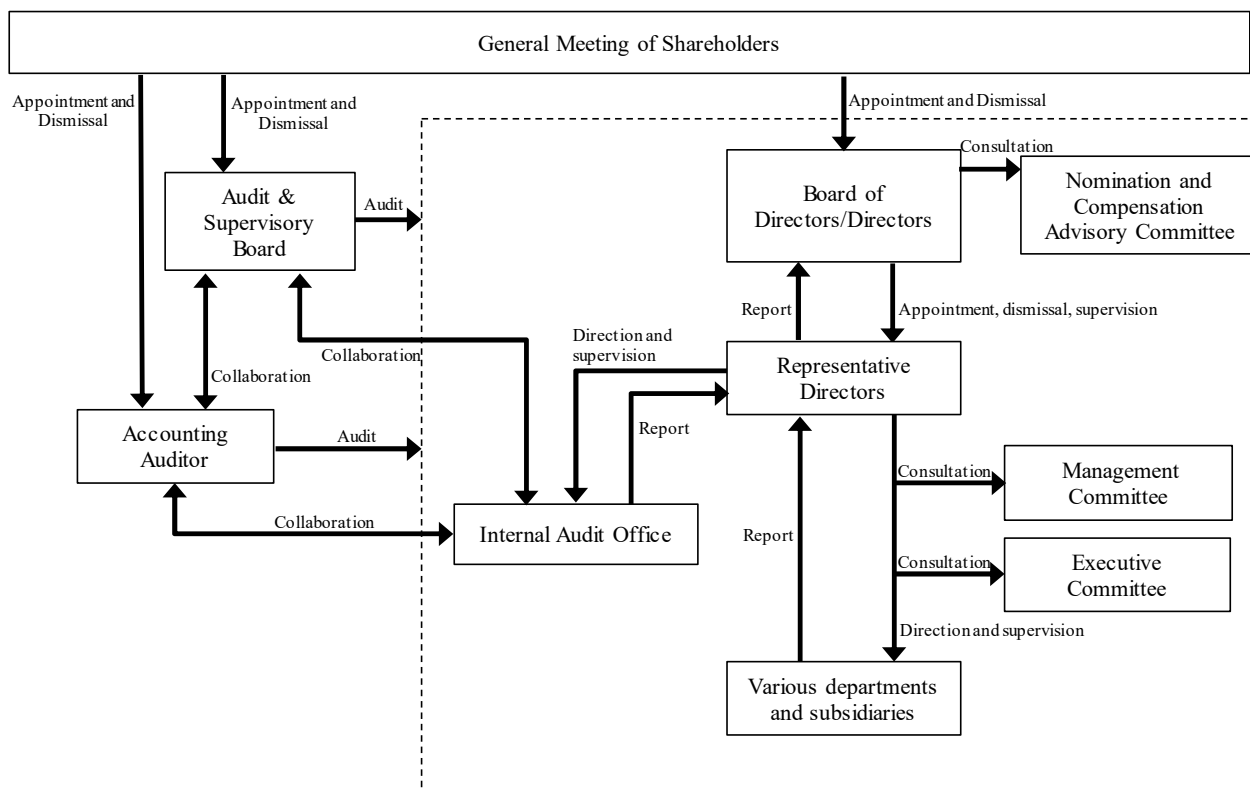 General Meeting of Shareholders
Appointment and
Dismissal
Appointment and
Dismissal
Appointment and Dismissal
Audit &
Supervisory
Board
Audit
Board of
Directors/Directors
Consultation
Nomination and
Compensation
Advisory Committee
Report
Appointment, dismissal, supervision
Collaboration
Collaboration
Direction and
supervision
Representative
Directors
Accounting
Auditor
Audit
Report
Consultation
Management
Committee
Collaboration
Internal Audit Office
Report
Consultation
Executive
Committee
Direction and supervision
Various departments
and subsidiaries